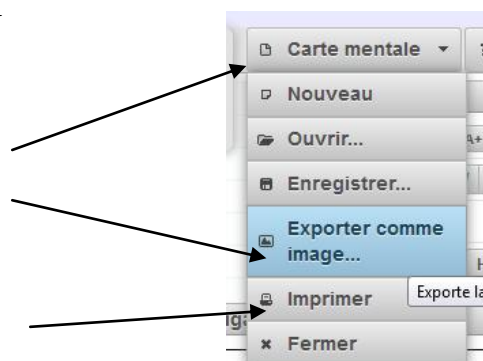 Carte mentale
Nouveau
Ouvrir...
A+
Enregistrer...
Exporter comme
image...
Imprimer
Exporte la
Fermer